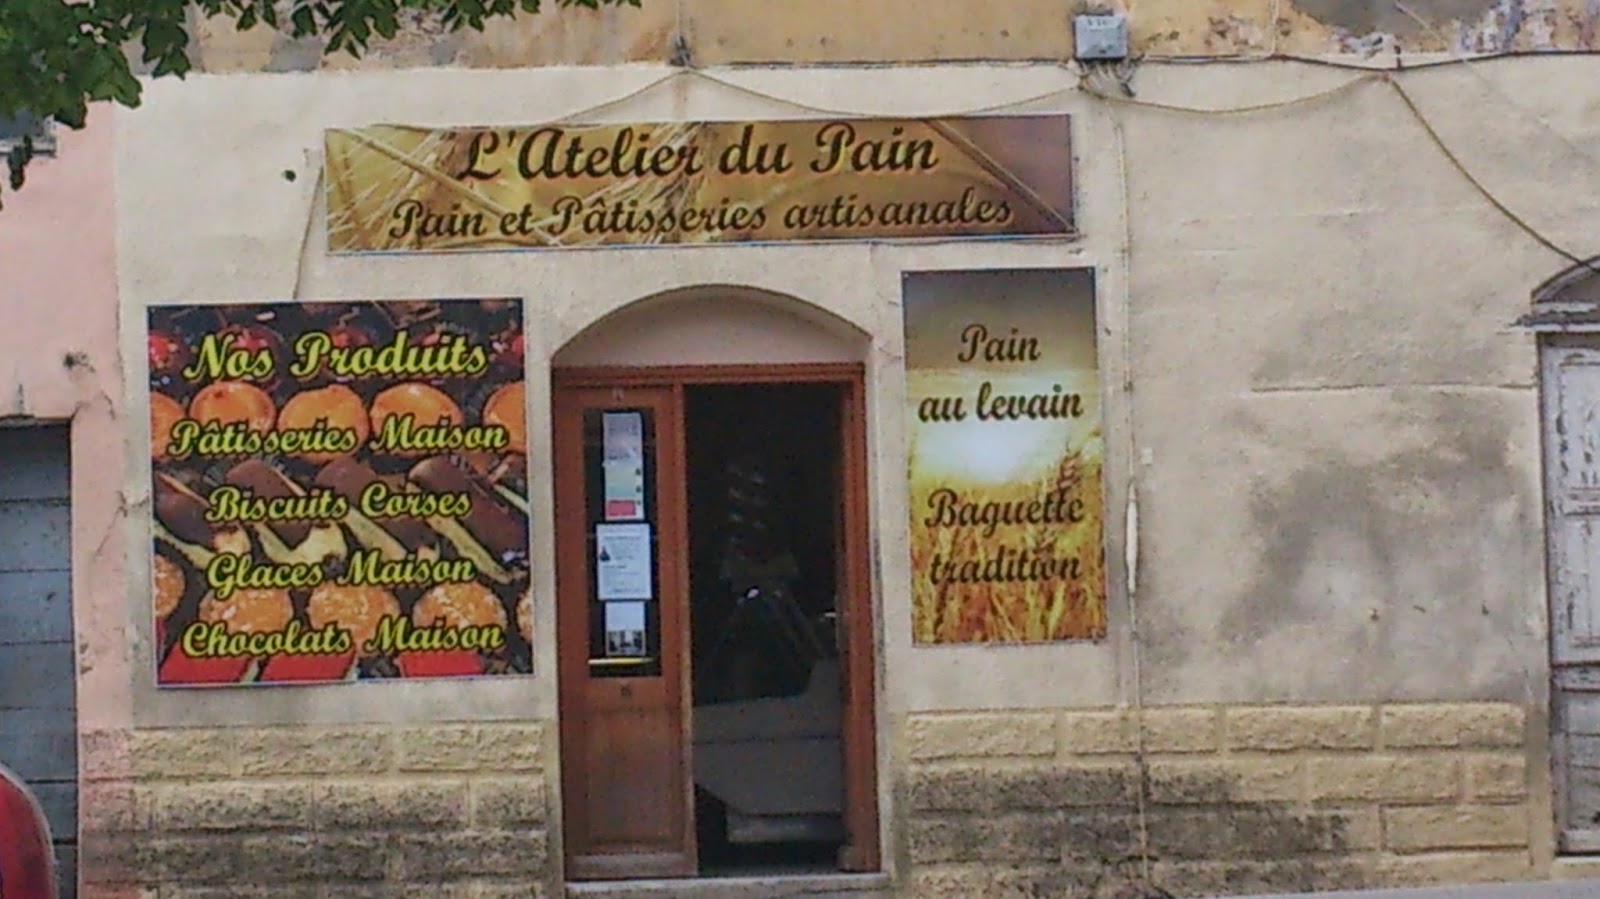 L'Atelier du Pain
Pain et Pâtisseries artisanales
Nos Produits
Pâtisseries Maison
Biscuits Corses
Glaces Maison
Chocolats Maison
Pain
au levain
Baguette
tradition